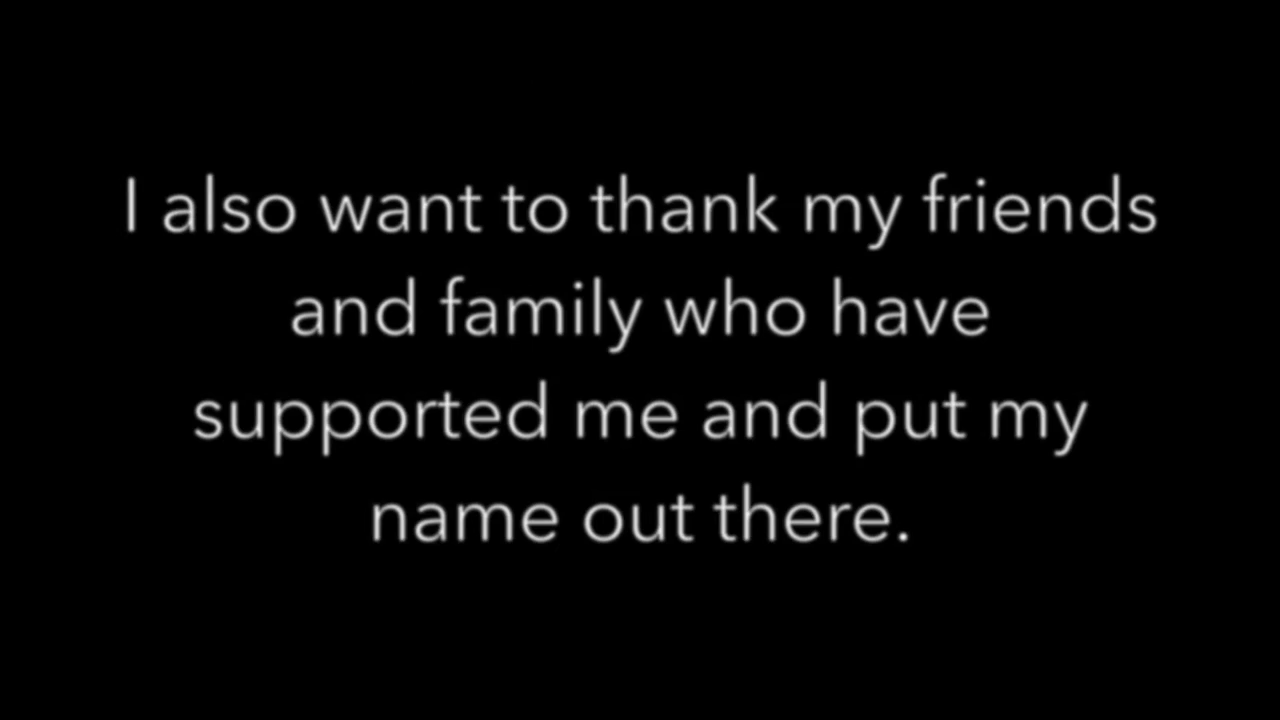 I also want to thank my friends
and family who have
supported me and put my
name out there.